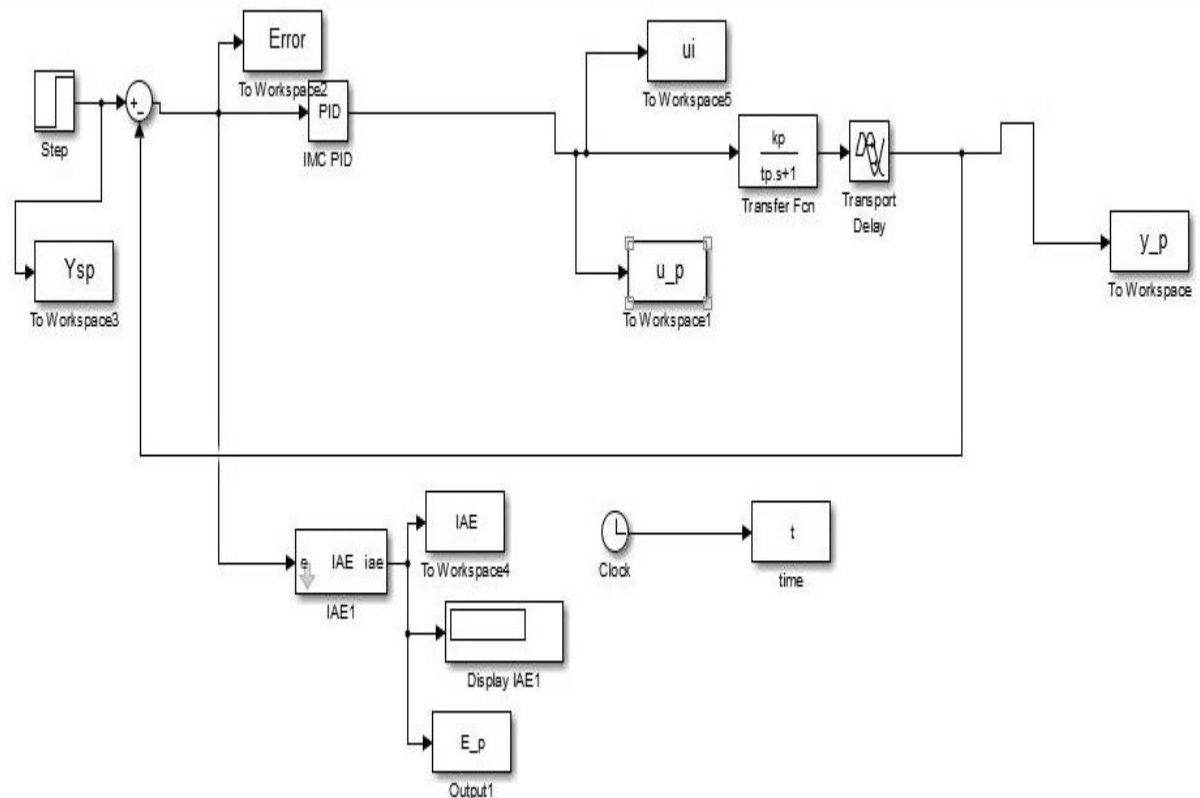 Error
To Workspace2
ui
To Workspace5
Step
+
-
PID
IMC PID
kp
tp.s+1
Transfer Fcn
Transport
Delay
Ysp
To Workspace3
u_p
To Workspace1
y_p
To Workspace
e IAE iae
IAE1
IAE
To Workspace4
Display IAE1
E_p
Output1
Clock
t
time